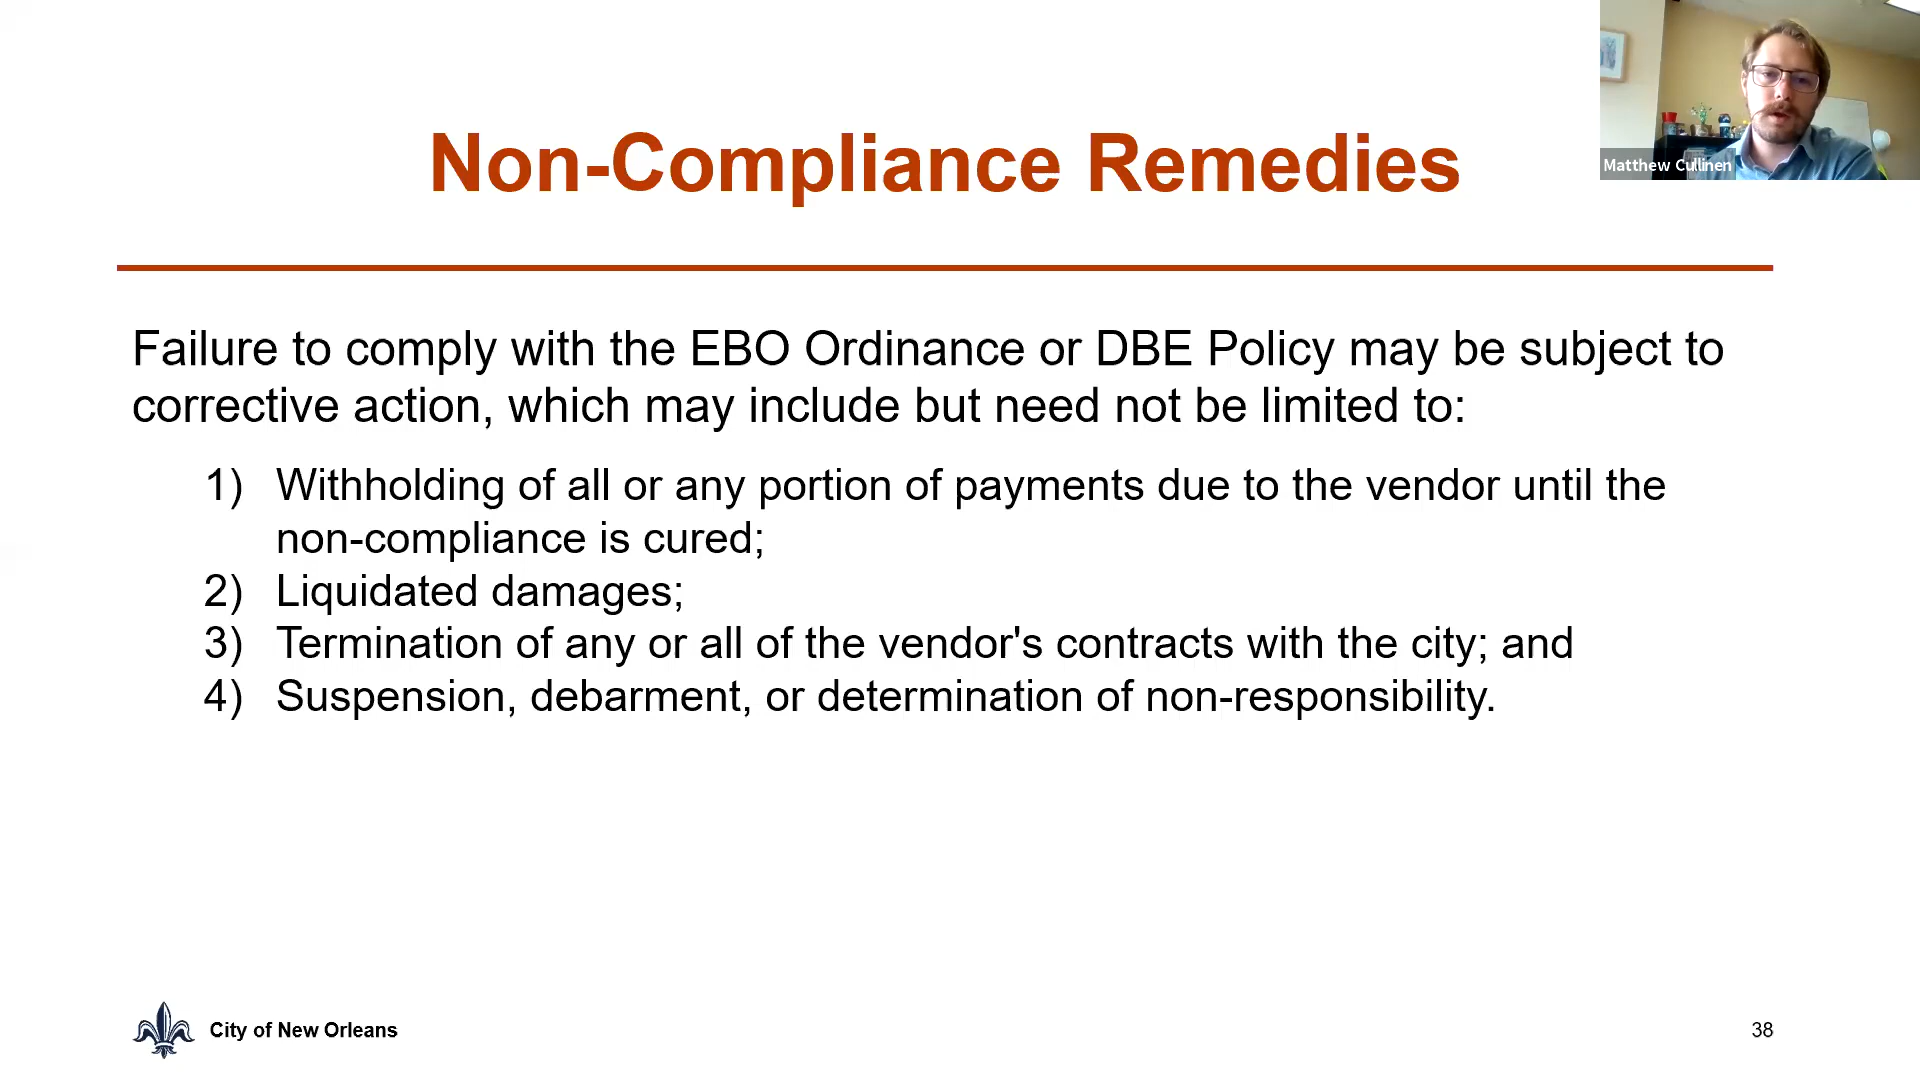 Matthew Cullinen
Non-Compliance Remedies
Failure to comply with the EBO Ordinance or DBE Policy may be subject to
corrective action, which may include but need not be limited to:
1) Withholding of all or any portion of payments due to the vendor until the
non-compliance is cured;
2) Liquidated damages;
3) Termination of any or all of the vendor's contracts with the city; and
4) Suspension, debarment, or determination of non-responsibility.
City of New Orleans
38